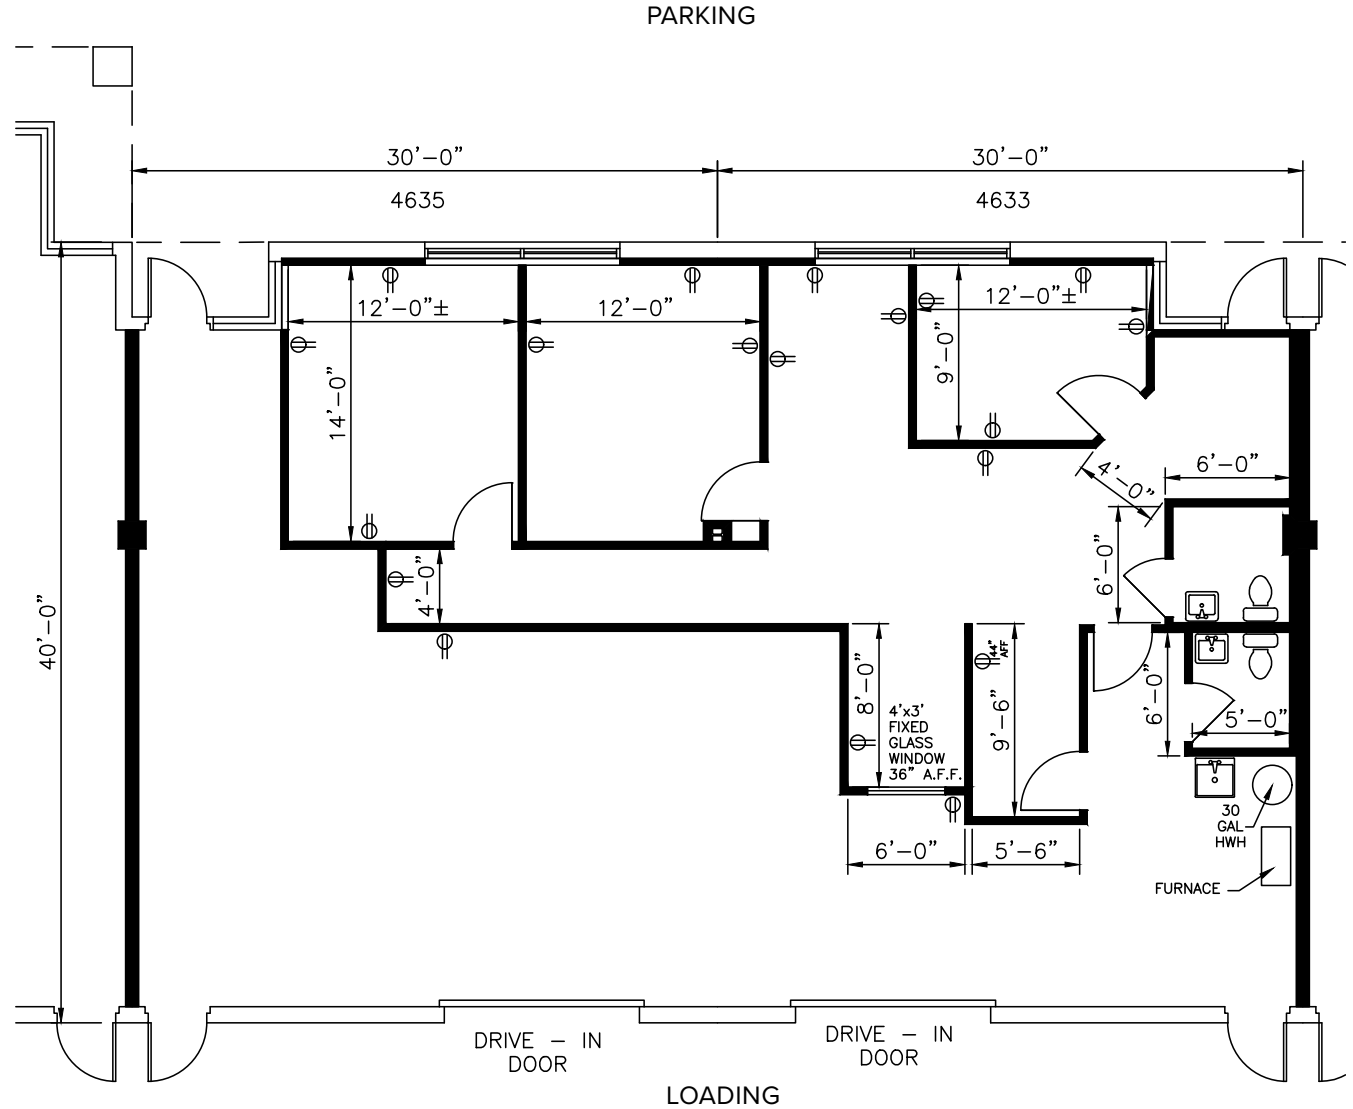 PARKING
30'-0"
30'-0"
4635
4633
12'-0"±
12'-0"
12'-0"±
14'-0"
9'-0"
4'-0"
6'-0"
40'-0"
4'-0"
6'-0"
8'-0"
44"
AFF
9'-6"
6'-0"
5'-0"
4'x3'
FIXED
GLASS
WINDOW
36" A.F.F.
30
GAL
HWH
6'-0"
5'-6"
FURNACE
DRIVE - IN
DOOR
DRIVE - IN
DOOR
LOADING